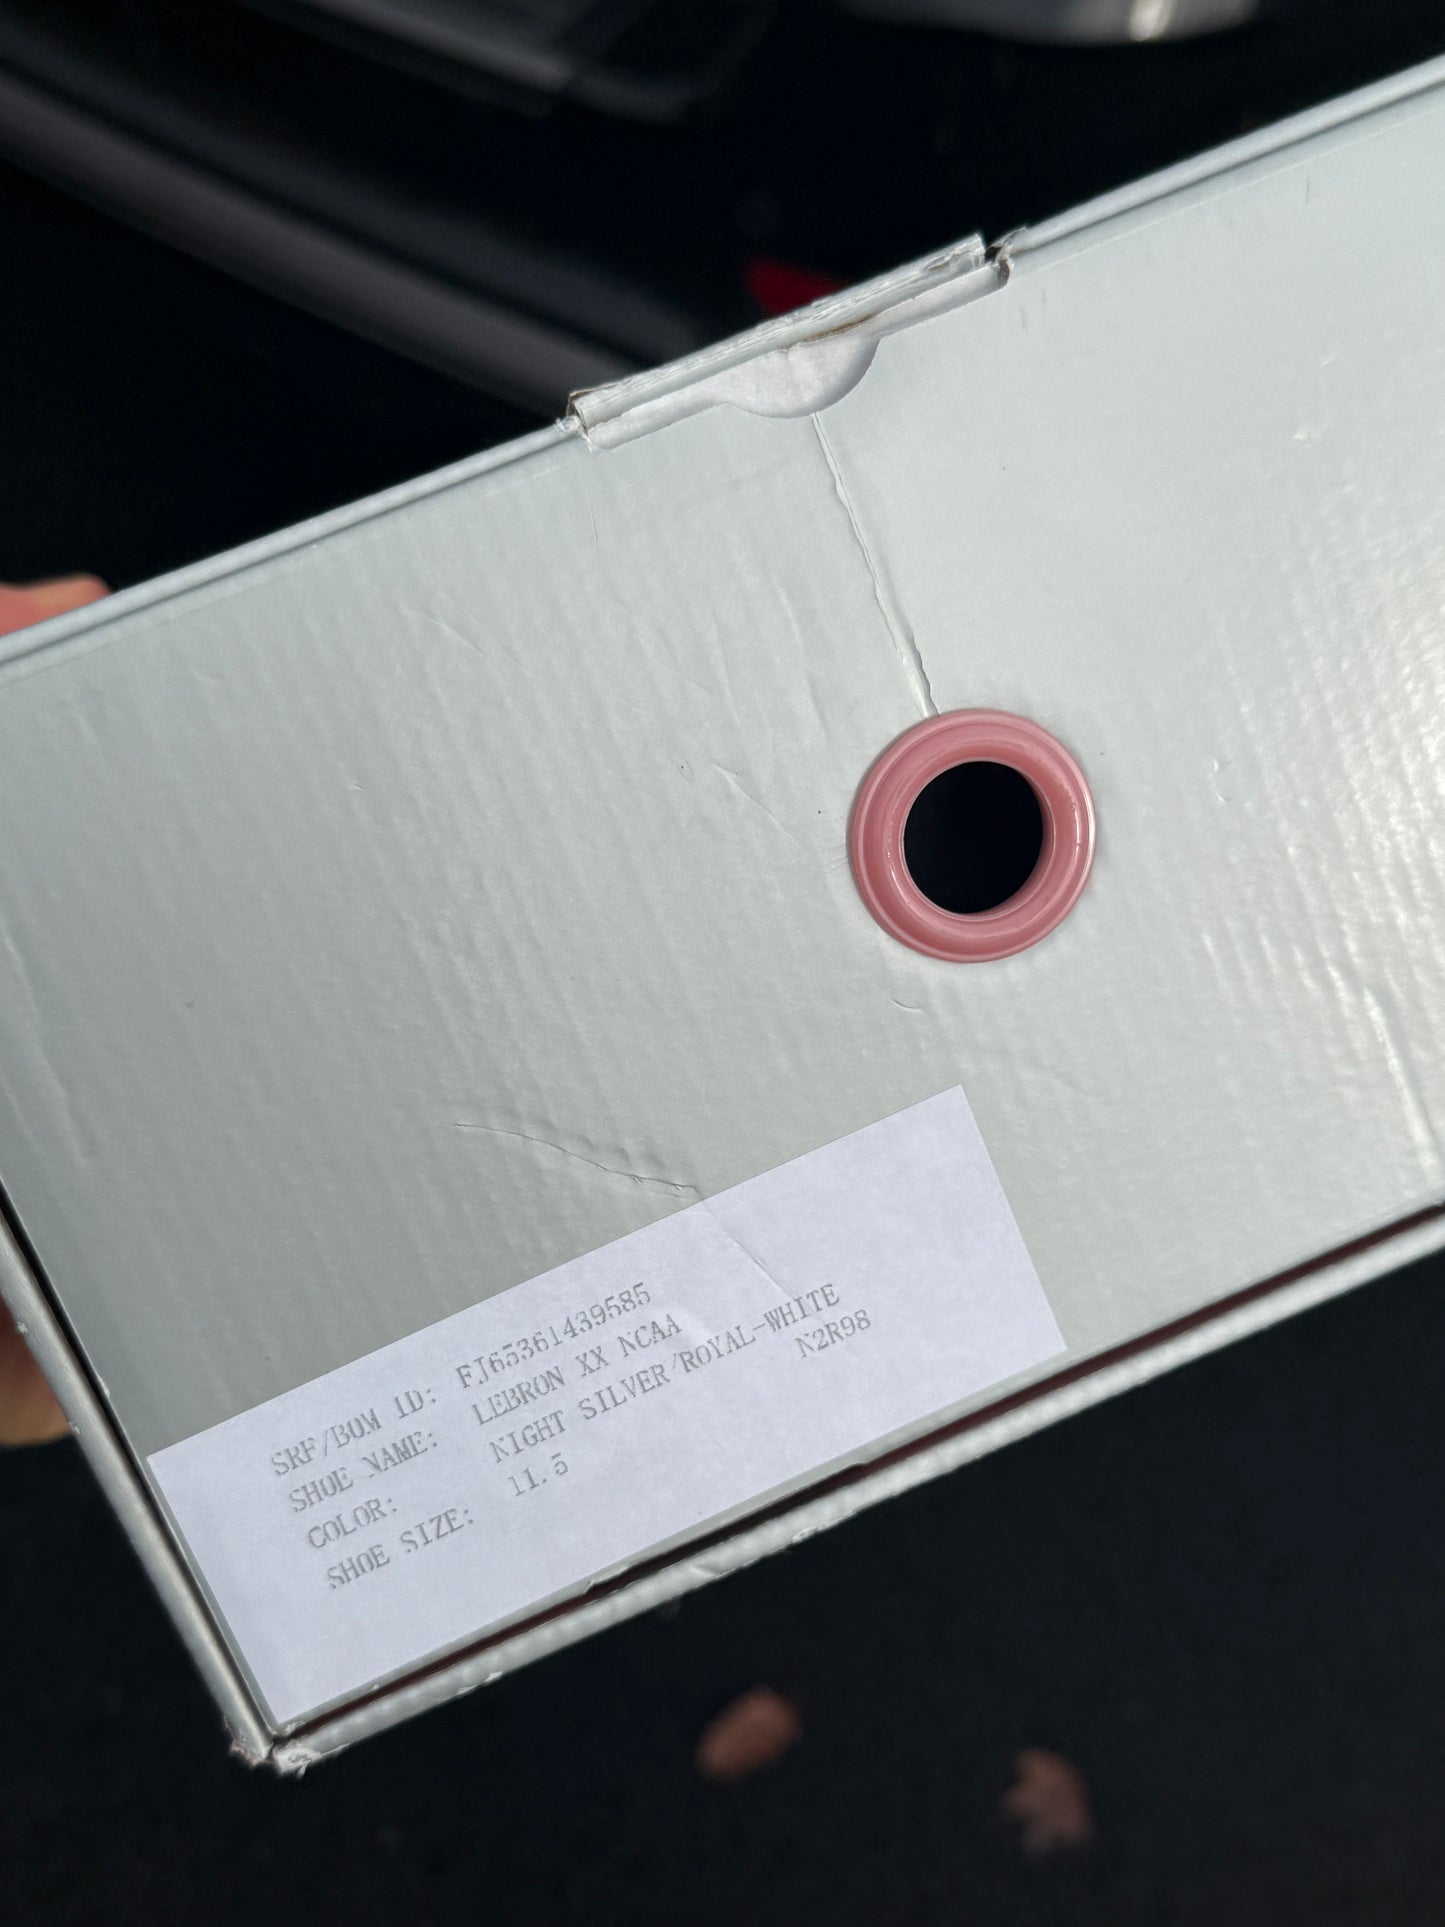 SRF/BOM ID: FJ65361439585
SHOE NAME: LEBRON XX NCAA
COLOR: NIGHT SILVER/ROYAL-WHITE
SHOE SIZE: 11.5 N2R98